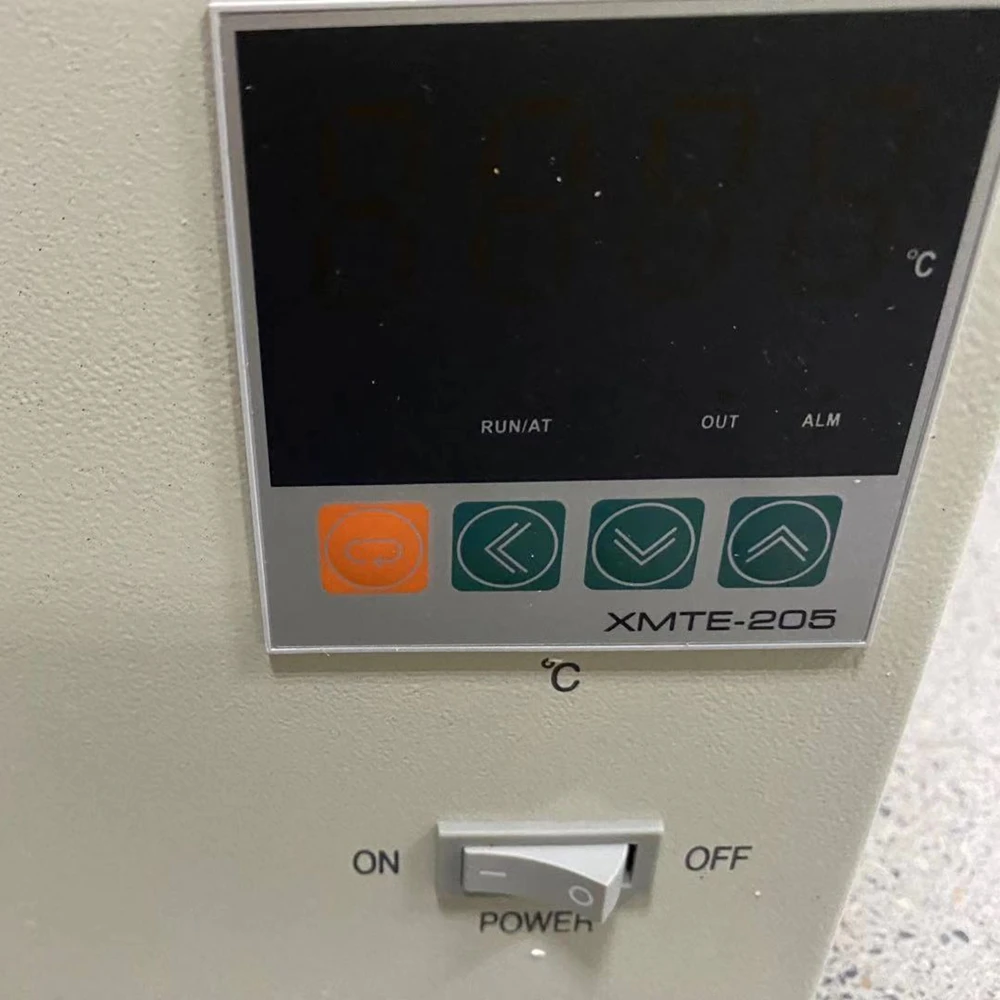 °C
RUN/AT OUT ALM
XMTE-205
°C
ON OFF
POWER